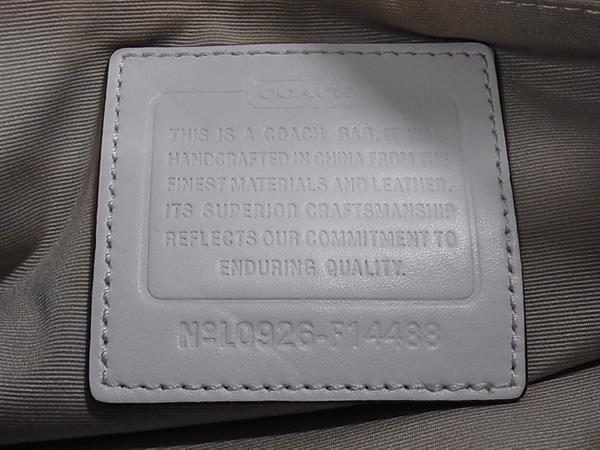 COACH
THIS IS A COACH BAG. IT WAS
HANDCRAFTED IN CHINA FROM THE
FINEST MATERIALS AND LEATHER.
ITS SUPERIOR CRAFTSMANSHIP
REFLECTS OUR COMMITMENT TO
ENDURING QUALITY.
Nº L0926-F14488